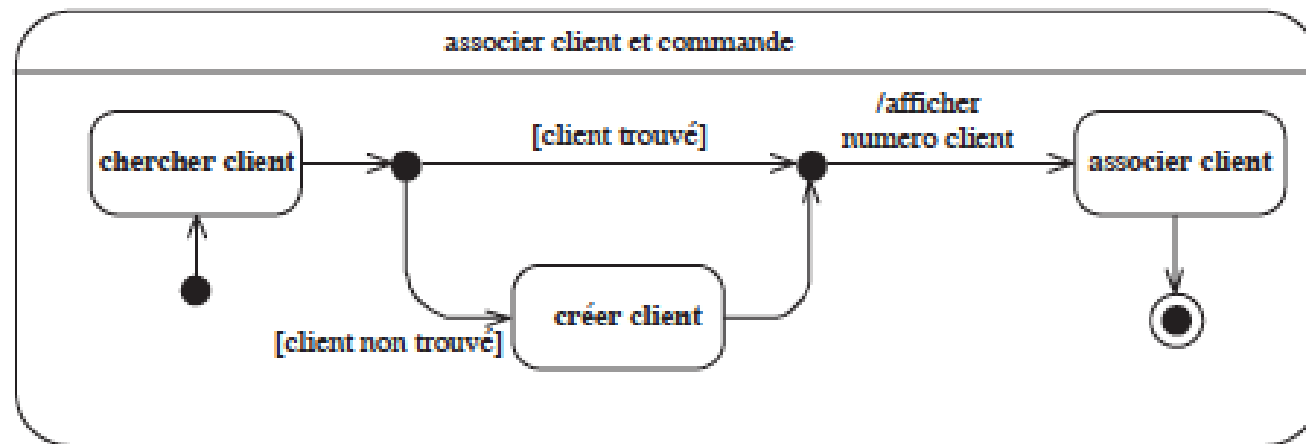 associer client et commande
/afficher
numero client
[client trouvé]
chercher client
associer client
créer client
[client non trouvé]